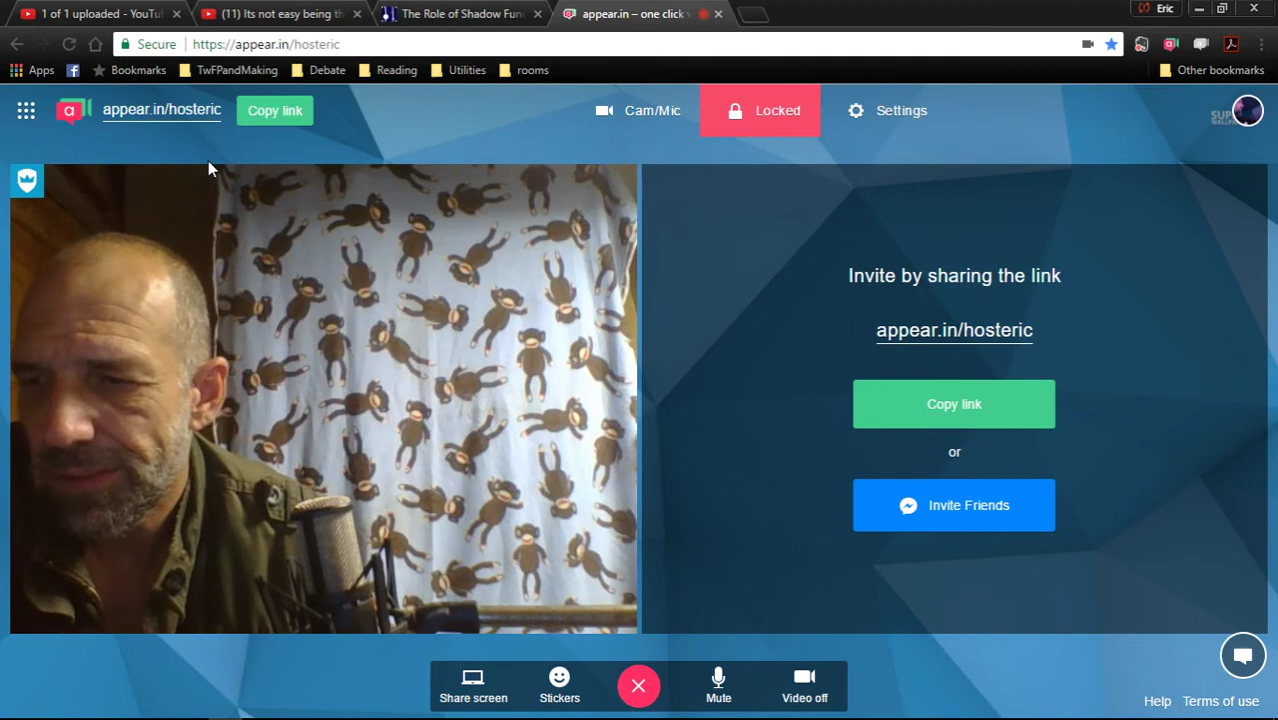 1 of 1 uploaded - YouTu
(11) Its not easy being th
The Role of Shadow Fun
appear.in – one click v
Eric
Secure
https://appear.in/hosteric
Apps
Bookmarks
TwFPandMaking
Debate
Reading
Utilities
rooms
Other bookmarks
appear.in/hosteric
Copy link
Cam/Mic
Locked
Settings
Invite by sharing the link
appear.in/hosteric
Copy link
or
Invite Friends
Share screen
Stickers
Mute
Video off
Help
Terms of use